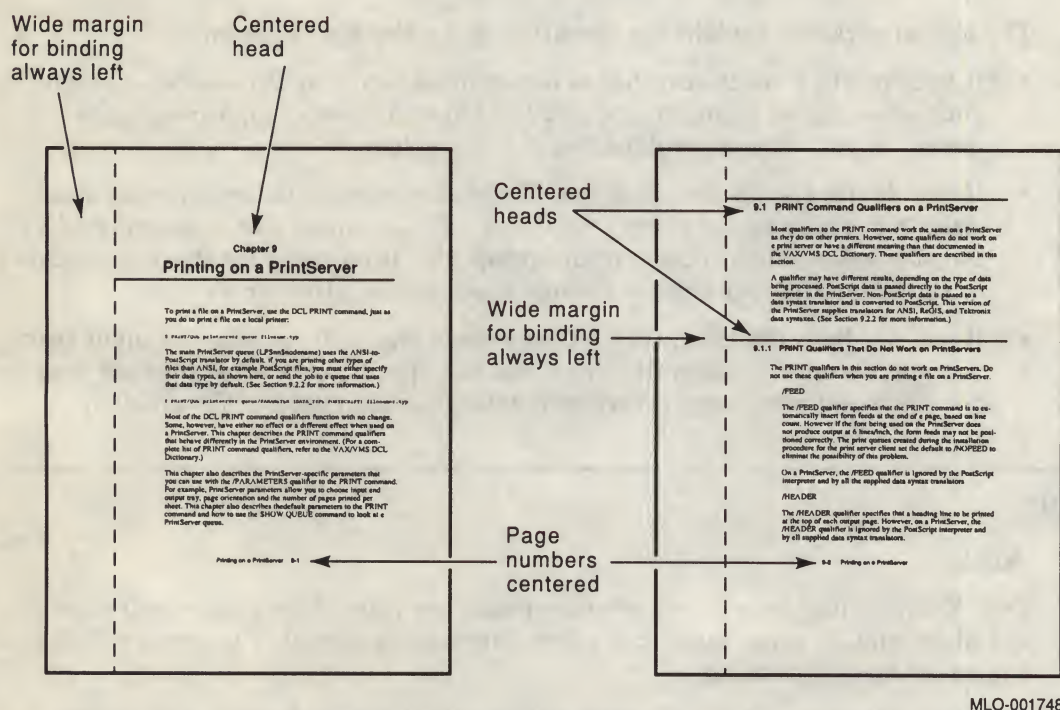 Wide margin
for binding
always left
Centered
head
Chapter 9
Printing on a PrintServer
To print a file on a PrintServer, use the DCL PRINT command, just as
you do to print a file on e local printer:
The main PrintServer queue (LPSnn$nodename) uses the ANSI-to-
PostScript translator by default. If you are printing other types of
files than ANSI, for example PostScript files, you must either specify
their data types, as shown here, or send the job to e queue that uses
that data type by default. (See Section 9.2.2 for more information.)
Most of the DCL PRINT command qualifiers function with no change.
Some, however, have either no effect or a different effect when used on
a PrintServer. This chapter describes the PRINT command qualifiers
that behave differently in the PrintServer environment. (For a com-
plete list of PRINT command qualifiers, refer to the VAX/VMS DCL
Dictionary.)
This chapter also describes the PrintServer-specific parameters that
you can use with the /PARAMETERS qualifier to the PRINT command.
For example, PrintServer parameters allow you to choose input end
output tray, page orientation and the number of pages printed per
sheet. This chapter also describes thedefault parameters to the PRINT
command and how to use the SHOW QUEUE command to look at e
PrintServer queue.
Printing on a PrintServer 9-1
Centered
heads
Wide margin
for binding
always left
Page
numbers
centered
9.1 PRINT Command Qualifiers on a PrintServer
Most qualifiers to the PRINT command work the same on e PrintServer
as they do on other printers. However, some qualifiers do not work on
e print server or have e different meaning than that documented in
the VAX/VMS DCL Dictionary. These qualifiers are described in this
section.
A qualifier may have different results, depending on the type of data
being processed. PostScript data is passed directly to the PostScript
interpreter in the PrintServer. Non-PostScript data is passed to a
data syntax translator and is converted to PostScript. This version of
the PrintServer supplies translators for ANSI, ReGIS, and Tektronix
data syntaxes. (See Section 9.2.2 for more information.)
9.1.1 PRINT Qualifiers That Do Not Work on PrintServers
The PRINT qualifiers in this section do not work on PrintServers. Do
not use these qualifiers when you are printing e file on a PrintServer.
/FEED
The /FEED qualifier specifies that the PRINT command is to eu-
tomatically insert form feeds at the end of e page, based on line
count. However if the font being used on the PrintServer does
not produce output at 6 lines/inch, the form feeds may not be posi-
tioned correctly. The print queues created during the installation
procedure for the print server client set the default to /NOFEED to
eliminate the possibility of this problem.
On a PrintServer, the /FEED qualifier is ignored by the PostScript
interpreter and by all the supplied data syntax translators
/HEADER
The /HEADER qualifier specifies that a heading line to be printed
at the top of each output page. However, on a PrintServer, the
/HEADER qualifier is ignored by the PostScript interpreter and
by ell supplied data syntax translators.
9-2 Printing on a PrintServer
MLO-001748